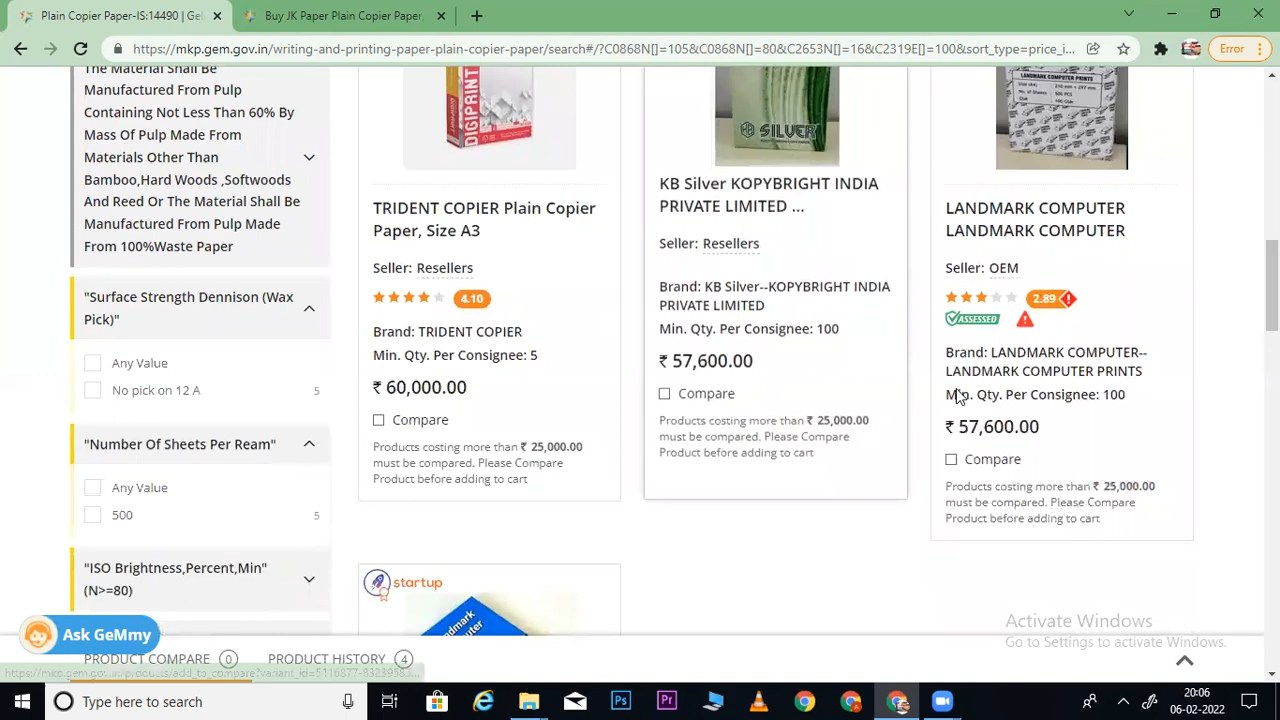 Plain Copier Paper-IS:14490 | Gel
Buy JK Paper Plain Copier Paper,
https://mkp.gem.gov.in/writing-and-printing-paper-plain-copier-paper/search#/?C0868N[]=105&C0868N[]=80&C2653N[]=16&C2319E[]=100&sort_type=price_i...
Error
The Material Shall Be
Manufactured From Pulp
Containing Not Less Than 60% By
Mass Of Pulp Made From
Materials Other Than
Bamboo,Hard Woods ,Softwoods
And Reed Or The Material Shall Be
Manufactured From Pulp Made
From 100%Waste Paper
"Surface Strength Dennison (Wax
Pick)"
Any Value
No pick on 12 A 5
"Number Of Sheets Per Ream"
Any Value
500 5
"ISO Brightness,Percent,Min"
(N>=80)
DIGIPRINT
TRIDENT COPIER Plain Copier
Paper, Size A3
Seller: Resellers
4.10
Brand: TRIDENT COPIER
Min. Qty. Per Consignee: 5
₹ 60,000.00
Compare
Products costing more than ₹ 25,000.00
must be compared. Please Compare
Product before adding to cart
SILVER
KB Silver KOPYBRIGHT INDIA
PRIVATE LIMITED ...
Seller: Resellers
Brand: KB Silver--KOPYBRIGHT INDIA
PRIVATE LIMITED
Min. Qty. Per Consignee: 100
₹ 57,600.00
Compare
Products costing more than ₹ 25,000.00
must be compared. Please Compare
Product before adding to cart
LANDMARK COMPUTER PRINTS
LANDMARK COMPUTER
LANDMARK COMPUTER
Seller: OEM
2.89
ASSESSED
Brand: LANDMARK COMPUTER--
LANDMARK COMPUTER PRINTS
Min. Qty. Per Consignee: 100
₹ 57,600.00
Compare
Products costing more than ₹ 25,000.00
must be compared. Please Compare
Product before adding to cart
startup
Landmark
Computer
Ask GeMmy
PRODUCT COMPARE 0
PRODUCT HISTORY 4
Activate Windows
Go to Settings to activate Windows.
Type here to search
20:06
06-02-2022